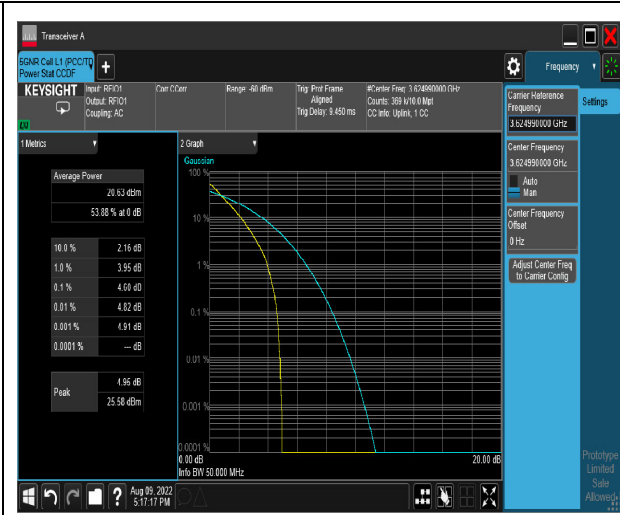 Transceiver A
5GNR Cell L1 (PCC/TD
Power Stat CCDF
+
Frequency
KEYSIGHT
Input: RFIO1
Output: RFIO1
Coupling: AC
Corr CCorr
Range: -60 dBm
Trig: Prot Frame
Aligned
Trig Delay: 9.450 ms
#Center Freq: 3.624990000 GHz
Counts: 369 k/10.0 Mpt
CC Info: Uplink, 1 CC
Carrier Reference
Frequency
3.624990000 GHz
Settings
Center Frequency
3.624990000 GHz
Auto
Man
Center Frequency
Offset
0 Hz
Adjust Center Freq
to Carrier Config
1 Metrics
Average Power
20.63 dBm
53.88 % at 0 dB
10.0 % 2.16 dB
1.0 % 3.95 dB
0.1 % 4.60 dB
0.01 % 4.82 dB
0.001 % 4.91 dB
0.0001 % --- dB
Peak
4.95 dB
25.58 dBm
2 Graph
Gaussian
100 %
10 %
1 %
0.1 %
0.01 %
0.001 %
0.0001 %
0.00 dB
20.00 dB
Info BW 50.000 MHz
Prototype
Limited
Sale
Allowed
?
Aug 09, 2022
5:17:17 PM